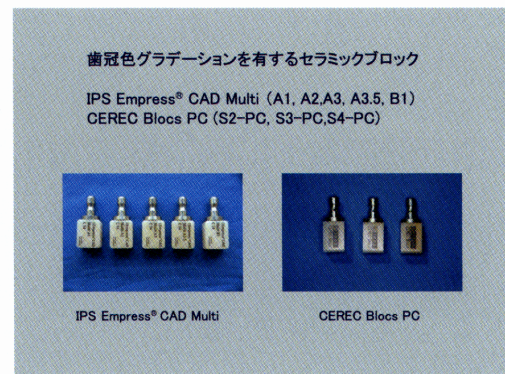 歯冠色グラデーションを有するセラミックブロック
IPS Empress® CAD Multi (A1, A2,A3, A3.5, B1)
CEREC Blocs PC (S2-PC, S3-PC,S4-PC)
IPS Empress® CAD Multi
CEREC Blocs PC